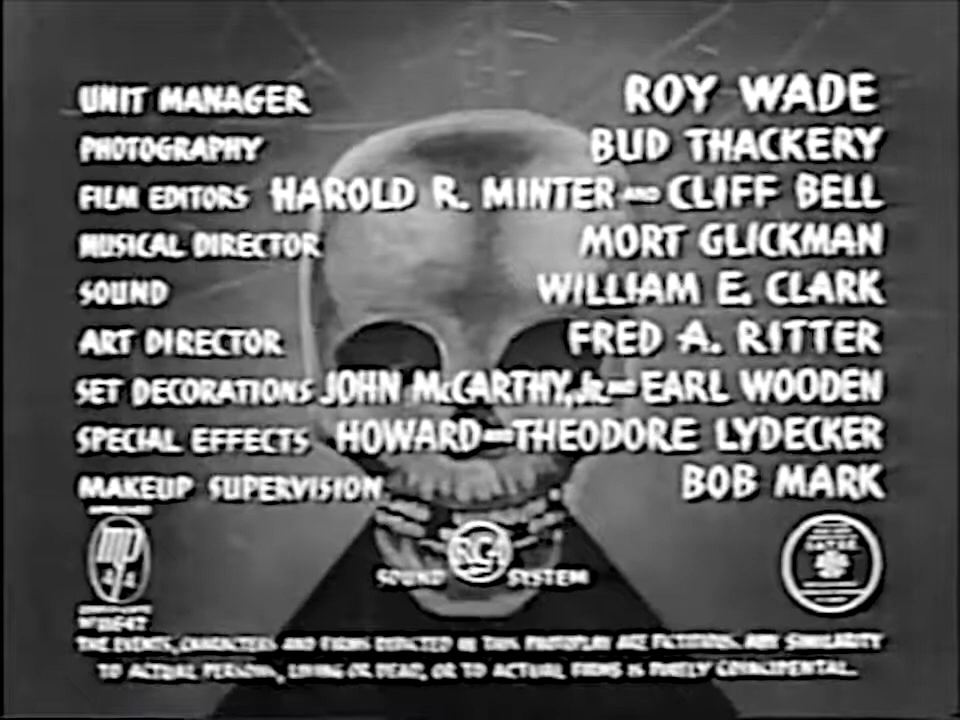 UNIT MANAGER ROY WADE
PHOTOGRAPHY BUD THACKERY
FILM EDITORS HAROLD R. MINTER AND CLIFF BELL
MUSICAL DIRECTOR MORT GLICKMAN
SOUND WILLIAM E. CLARK
ART DIRECTOR FRED A. RITTER
SET DECORATIONS JOHN McCARTHY, Jr.—EARL WOODEN
SPECIAL EFFECTS HOWARD—THEODORE LYDECKER
MAKEUP SUPERVISION BOB MARK
RCA
SOUND SYSTEM
THE EVENTS, CHARACTERS AND FIRMS DEPICTED IN THIS PHOTOPLAY ARE FICTITIOUS. ANY SIMILARITY
TO ACTUAL PERSONS, LIVING OR DEAD, OR TO ACTUAL FIRMS IS PURELY COINCIDENTAL.